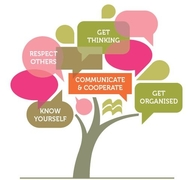 GET
THINKING
RESPECT
OTHERS
COMMUNICATE
& COOPERATE
GET
ORGANISED
KNOW
YOURSELF